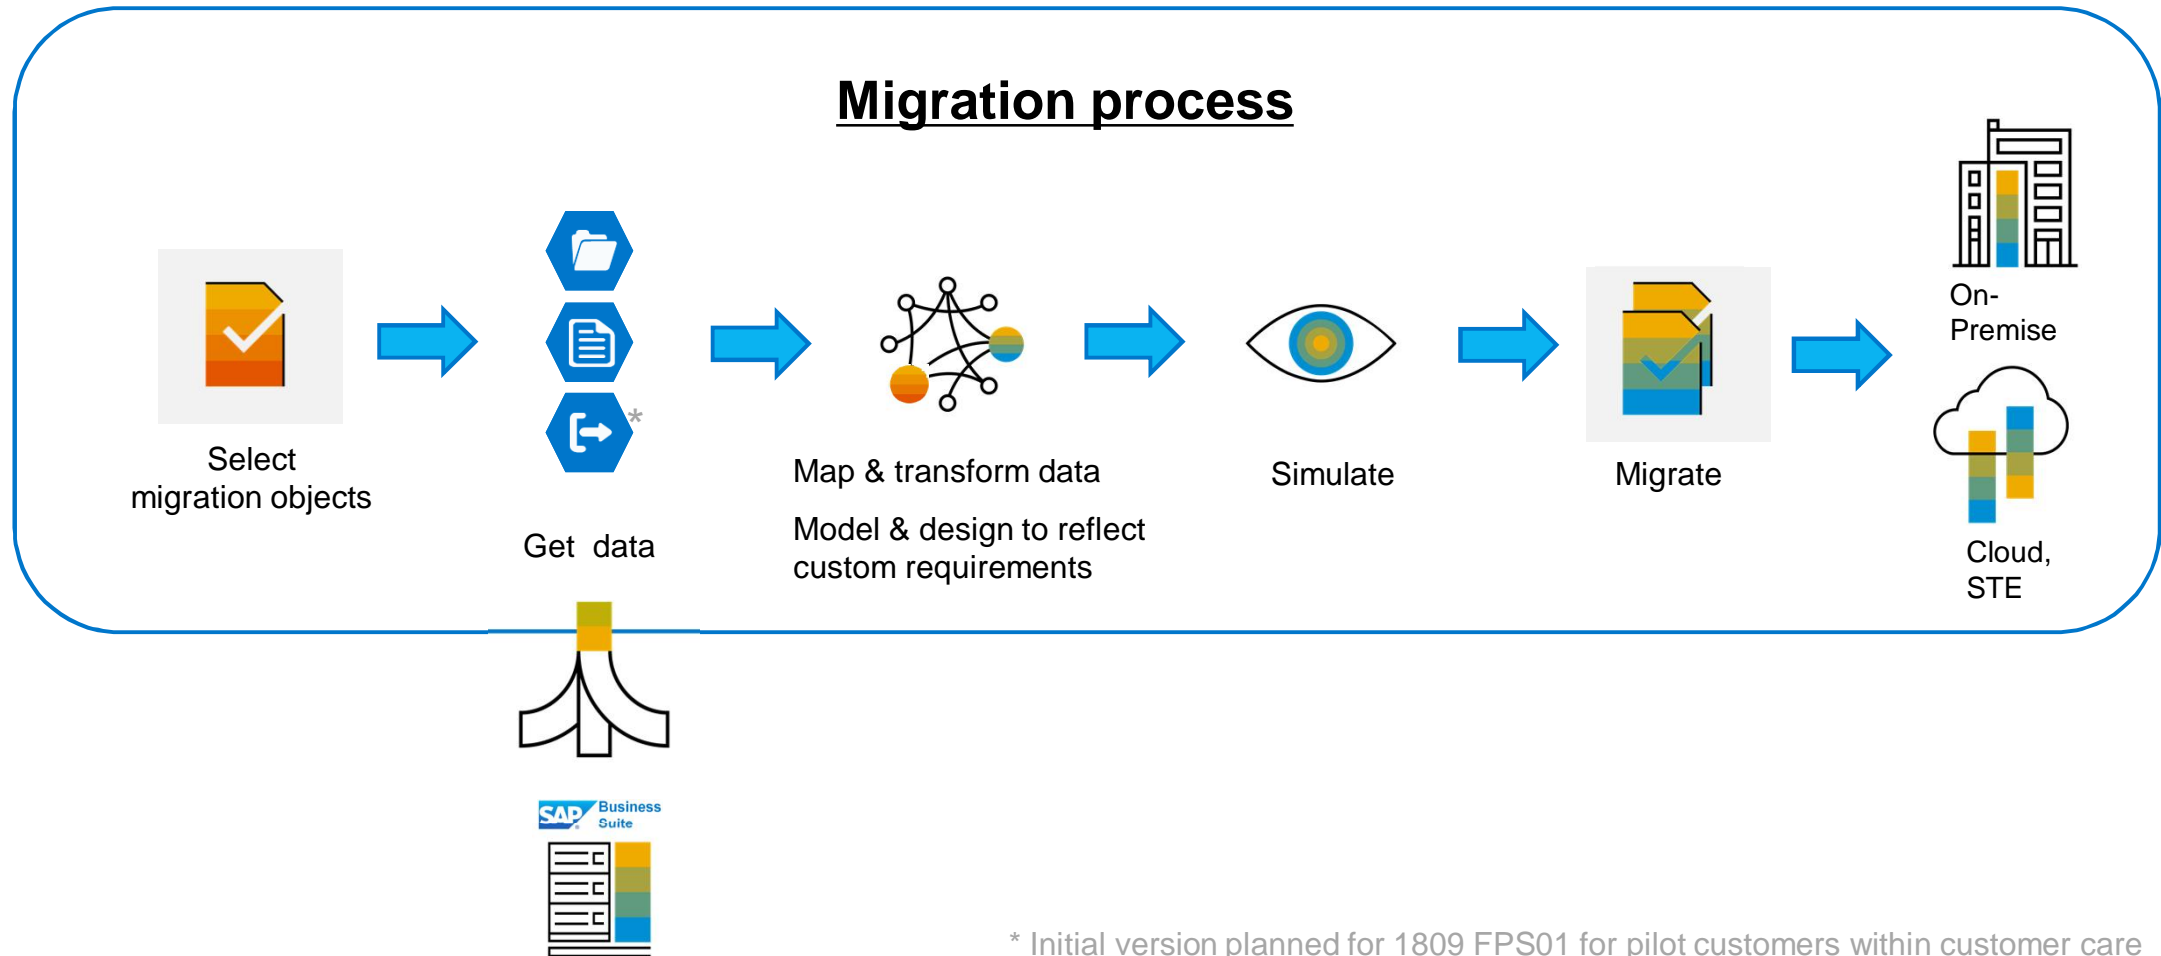 Migration process
Select
migration objects
*
Get data
Map & transform data
Model & design to reflect
custom requirements
Simulate
Migrate
On-
Premise
Cloud,
STE
SAP Business
Suite
* Initial version planned for 1809 FPS01 for pilot customers within customer care